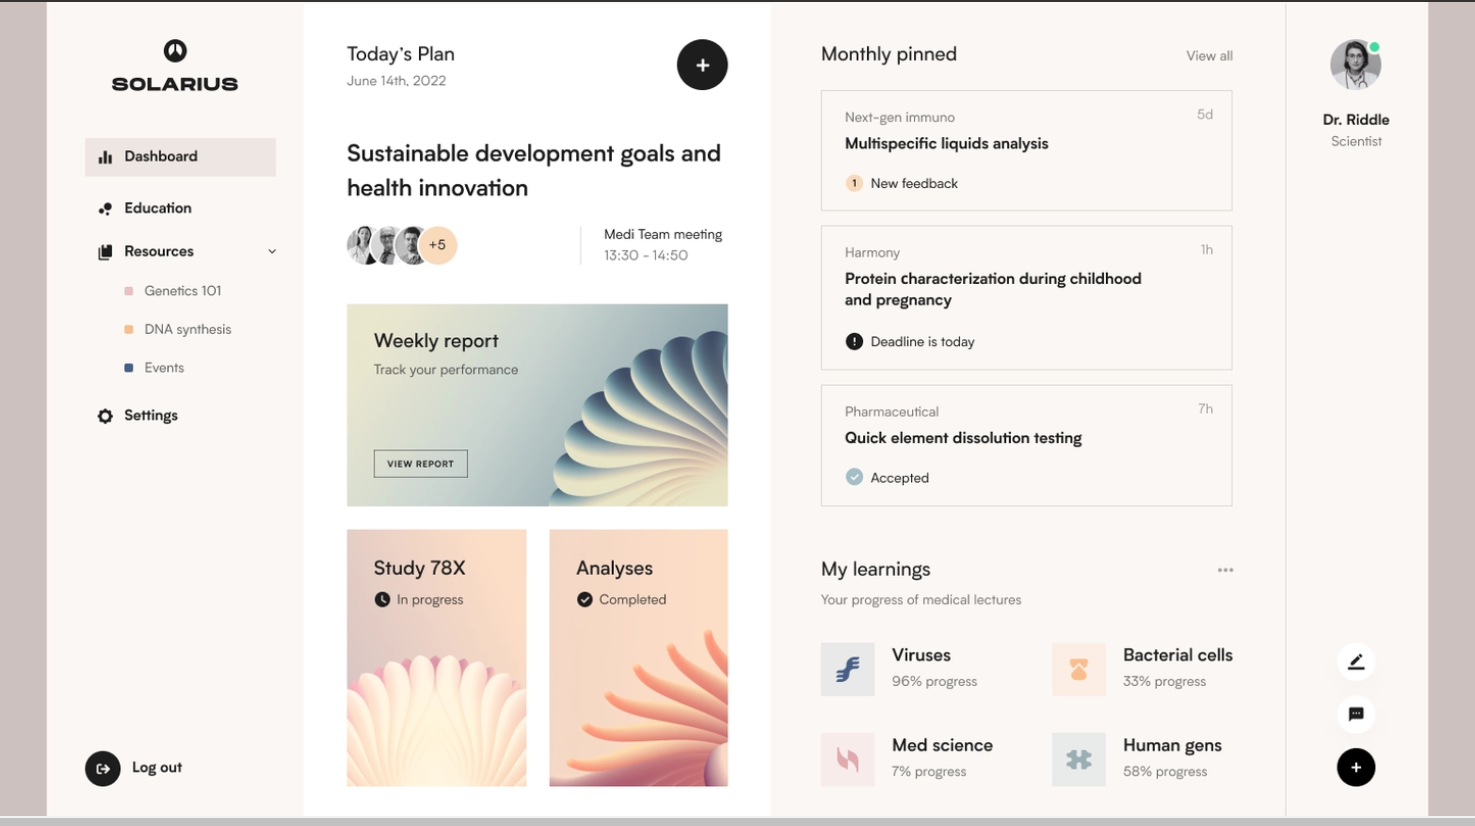 SOLARIUS
Dashboard
Education
Resources
Genetics 101
DNA synthesis
Events
Settings
Log out
Today's Plan
June 14th, 2022
+
Sustainable development goals and
health innovation
+5
Medi Team meeting
13:30 - 14:50
Weekly report
Track your performance
VIEW REPORT
Study 78X
In progress
Analyses
Completed
Monthly pinned
View all
Next-gen immuno
5d
Multispecific liquids analysis
1 New feedback
Harmony
1h
Protein characterization during childhood
and pregnancy
! Deadline is today
Pharmaceutical
7h
Quick element dissolution testing
Accepted
My learnings
Your progress of medical lectures
Viruses
96% progress
Bacterial cells
33% progress
Med science
7% progress
Human gens
58% progress
Dr. Riddle
Scientist
+